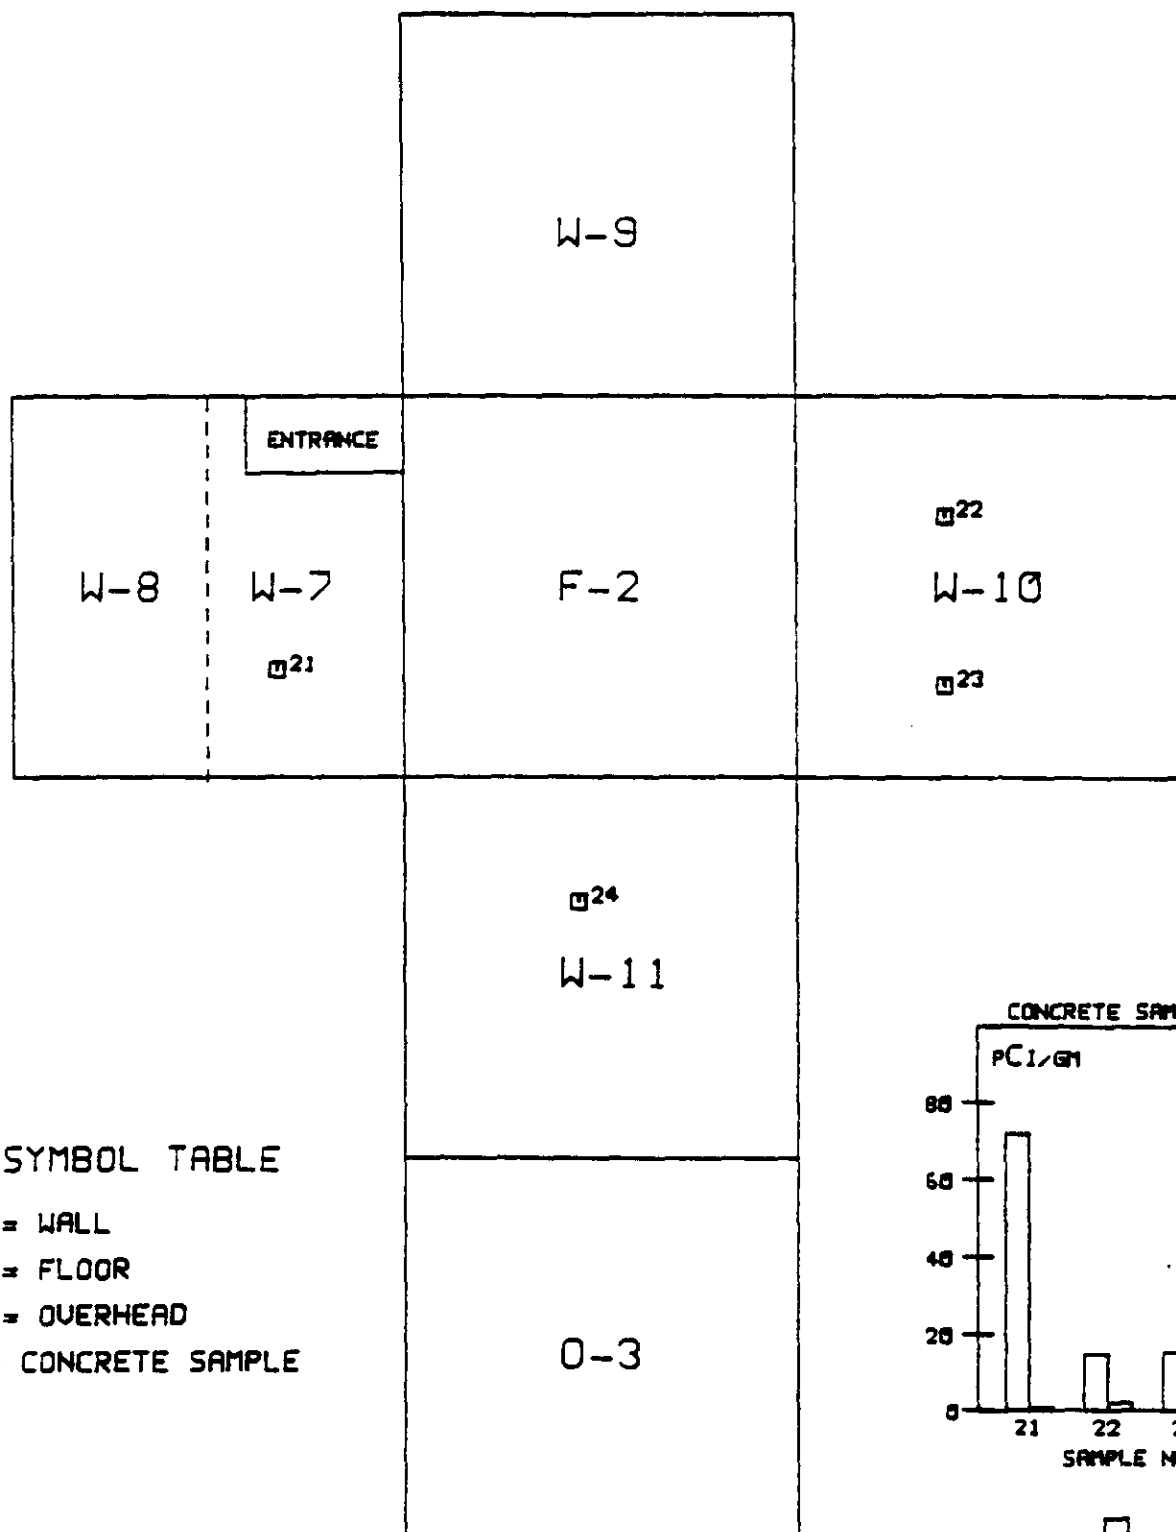 W-9
ENTRANCE
W-8
W-7
F-2
22
W-10
21
23
24
W-11
SYMBOL TABLE
= WALL
= FLOOR
= OVERHEAD
CONCRETE SAMPLE
O-3
CONCRETE
PCI/GM
80
60
40
20
0
21 22
SAMPLE